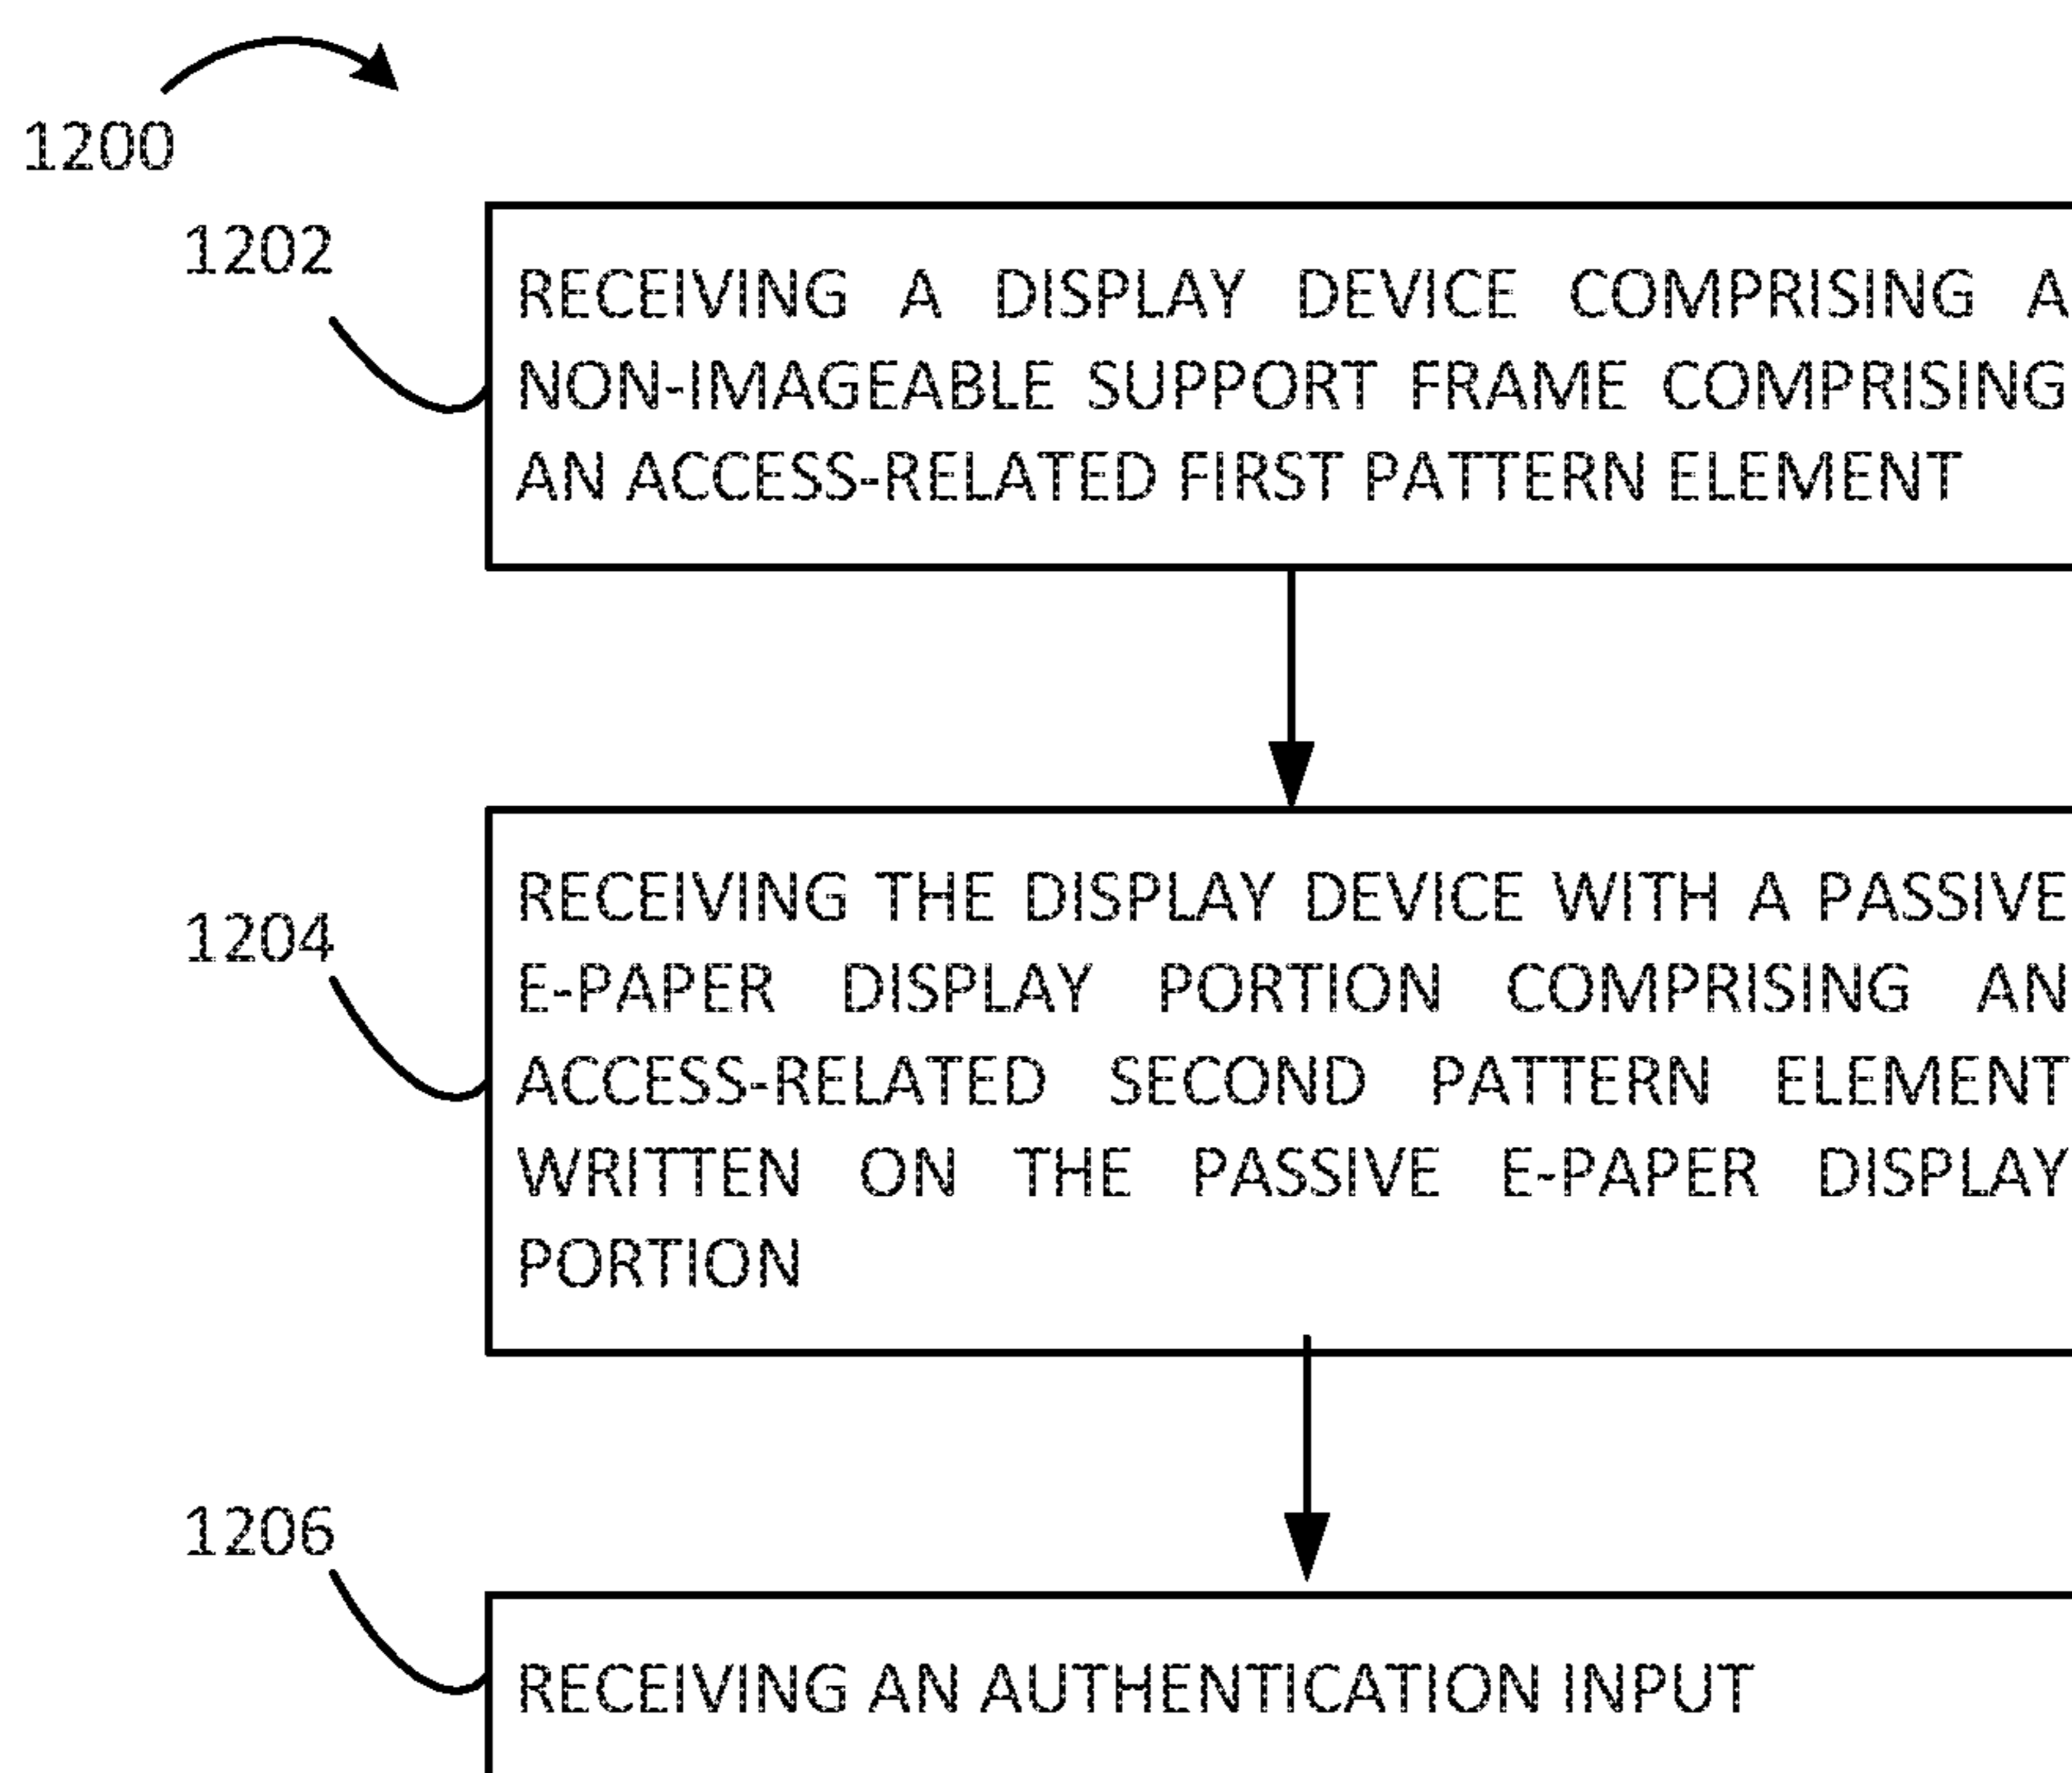 1200
1202
RECEIVING A DISPLAY DEVICE COMPRISING A
NON-IMAGEABLE SUPPORT FRAME COMPRISING
AN ACCESS-RELATED FIRST PATTERN ELEMENT
1204
RECEIVING THE DISPLAY DEVICE WITH A PASSIVE
E-PAPER DISPLAY PORTION COMPRISING AN
ACCESS-RELATED SECOND PATTERN ELEMENT
WRITTEN ON THE PASSIVE E-PAPER DISPLAY
PORTION
1206
RECEIVING AN AUTHENTICATION INPUT